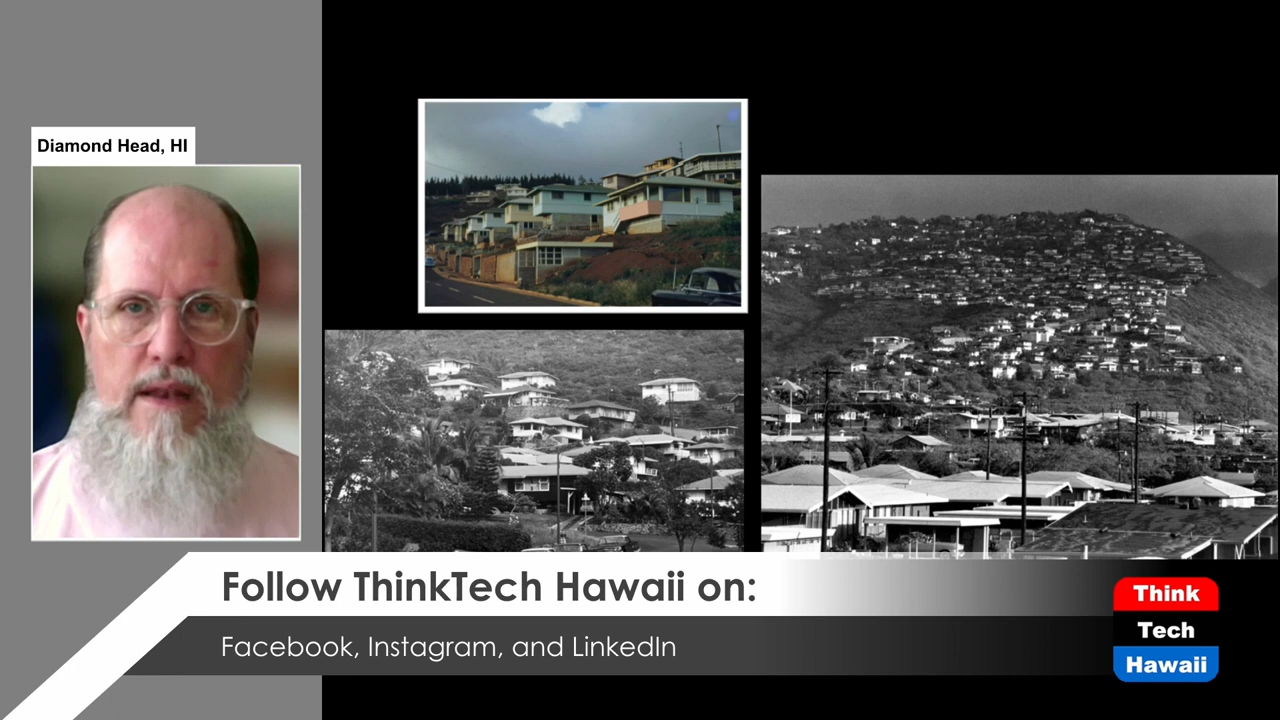 Diamond Head, HI
Follow ThinkTech Hawaii on:
Facebook, Instagram, and LinkedIn
Think
Tech
Hawaii